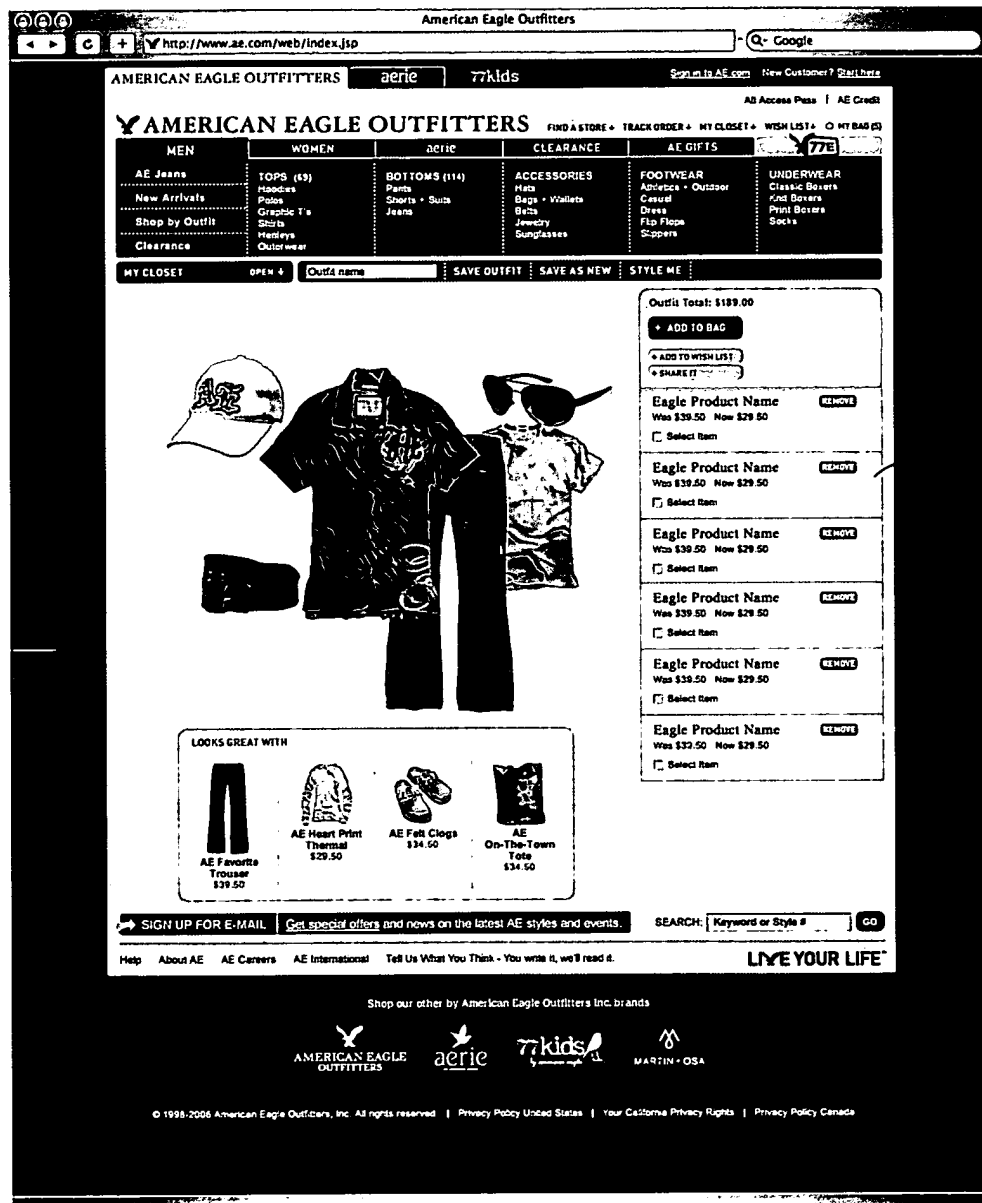 American Eagle Outfitters
http://www.ae.com/web/index.jsp
Google
AMERICAN EAGLE OUTFITTERS aerie 77kids Sign in to AE.com New Customer? Start here
All Access Pass | AE Credit
AMERICAN EAGLE OUTFITTERS FIND A STORE TRACK ORDER MY CLOSET WISH LIST MY BAG (5)
MEN WOMEN aerie CLEARANCE AE GIFTS 77E
AE Jeans
New Arrivals
Shop by Outfit
Clearance
TOPS (69)
Hoodies
Polos
Graphic T's
Shirts
Henleys
Outerwear
BOTTOMS (114)
Pants
Shorts + Suits
Jeans
ACCESSORIES
Hats
Bags + Wallets
Belts
Jewelry
Sunglasses
FOOTWEAR
Athletics + Outdoor
Casual
Dress
Flip Flops
Slippers
UNDERWEAR
Classic Boxers
Knit Boxers
Print Boxers
Socks
MY CLOSET OPEN Outfit name SAVE OUTFIT SAVE AS NEW STYLE ME
Outfit Total: $189.00
+ ADD TO BAG
+ ADD TO WISH LIST
+ SHARE IT
Eagle Product Name REMOVE
Was $39.50 Now $29.50
Select Item
Eagle Product Name REMOVE
Was $39.50 Now $29.50
Select Item
Eagle Product Name REMOVE
Was $39.50 Now $29.50
Select Item
Eagle Product Name REMOVE
Was $39.50 Now $29.50
Select Item
Eagle Product Name REMOVE
Was $39.50 Now $29.50
Select Item
Eagle Product Name REMOVE
Was $39.50 Now $29.50
Select Item
AE
LOOKS GREAT WITH
AE Favorite
Trouser
$39.50
AE Heart Print
Thermal
$29.50
AE Felt Clogs
$34.50
AE
On-The-Town
Tote
$34.50
SIGN UP FOR E-MAIL Get special offers and news on the latest AE styles and events.
SEARCH: Keyword or Style # GO
Help About AE AE Careers AE International Tell Us What You Think - You write it, we'll read it. LIVE YOUR LIFE
Shop our other by American Eagle Outfitters Inc. brands
AMERICAN EAGLE
OUTFITTERS
aerie
77kids
MARTIN + OSA
© 1998-2006 American Eagle Outfitters, Inc. All rights reserved | Privacy Policy United States | Your California Privacy Rights | Privacy Policy Canada